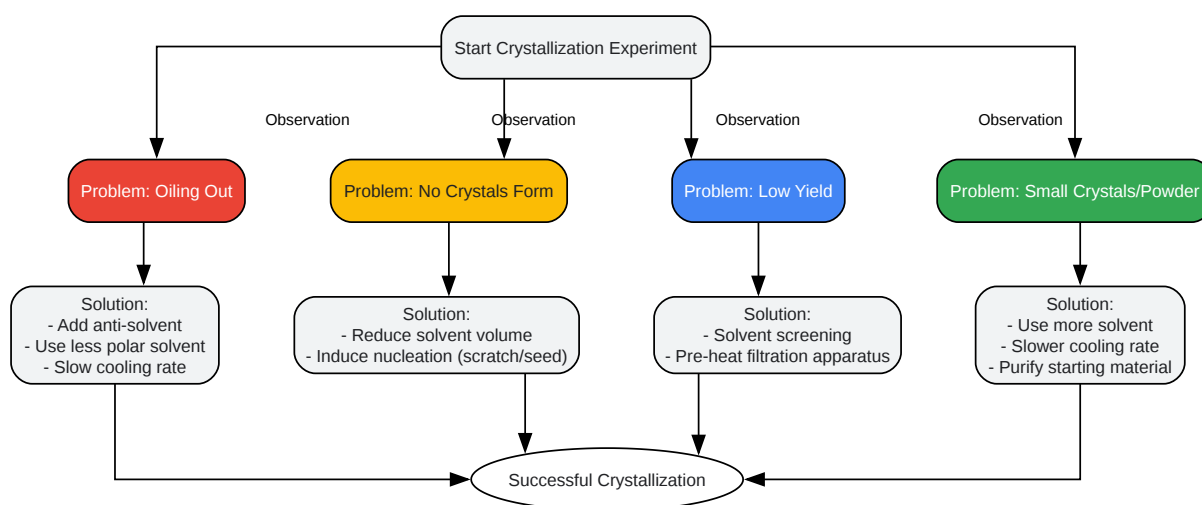 Start Crystallization Experiment
Observation
Observation
Observation
Observation
Problem: Oiling Out
Problem: No Crystals Form
Problem: Low Yield
Problem: Small Crystals/Powder
Solution:
- Add anti-solvent
- Use less polar solvent
- Slow cooling rate
Solution:
- Reduce solvent volume
- Induce nucleation (scratch/seed)
Solution:
- Solvent screening
- Pre-heat filtration apparatus
Solution:
- Use more solvent
- Slower cooling rate
- Purify starting material
Successful Crystallization